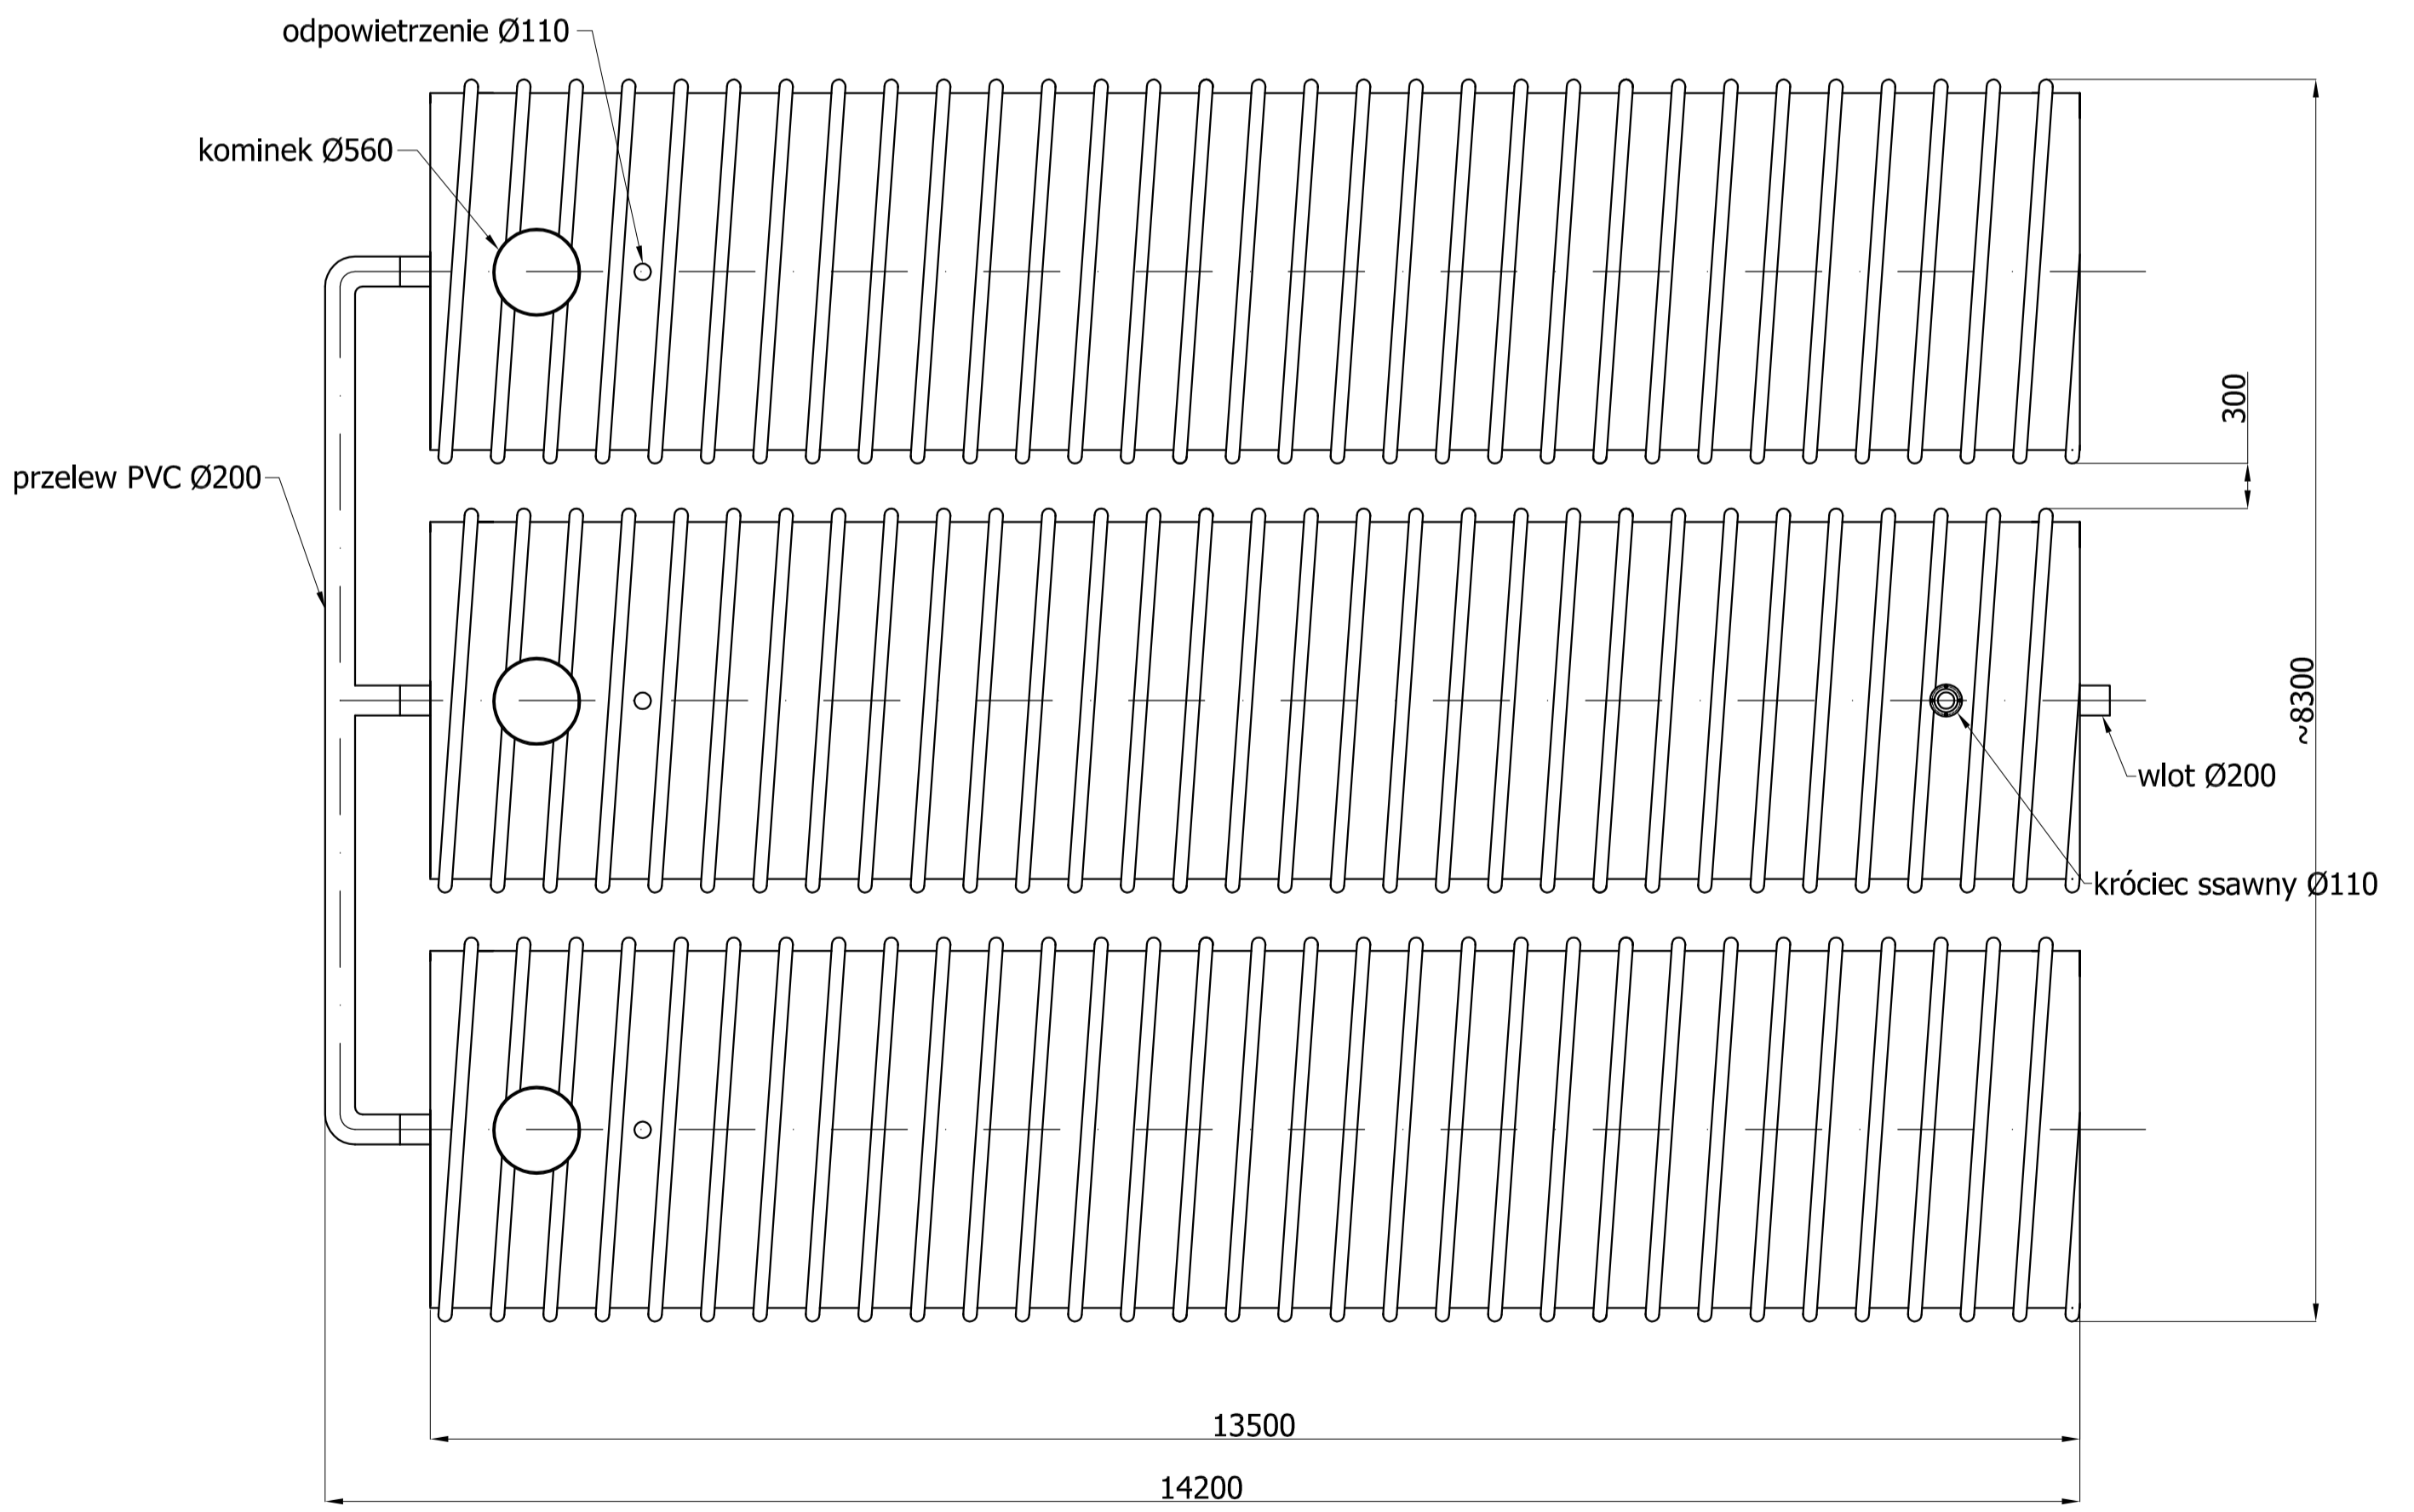 odpowietrzenie Ø110
kominek Ø560
300
przelew PVC Ø200
~8300
wlot Ø200
króciec ssawny Ø110
13500
14200